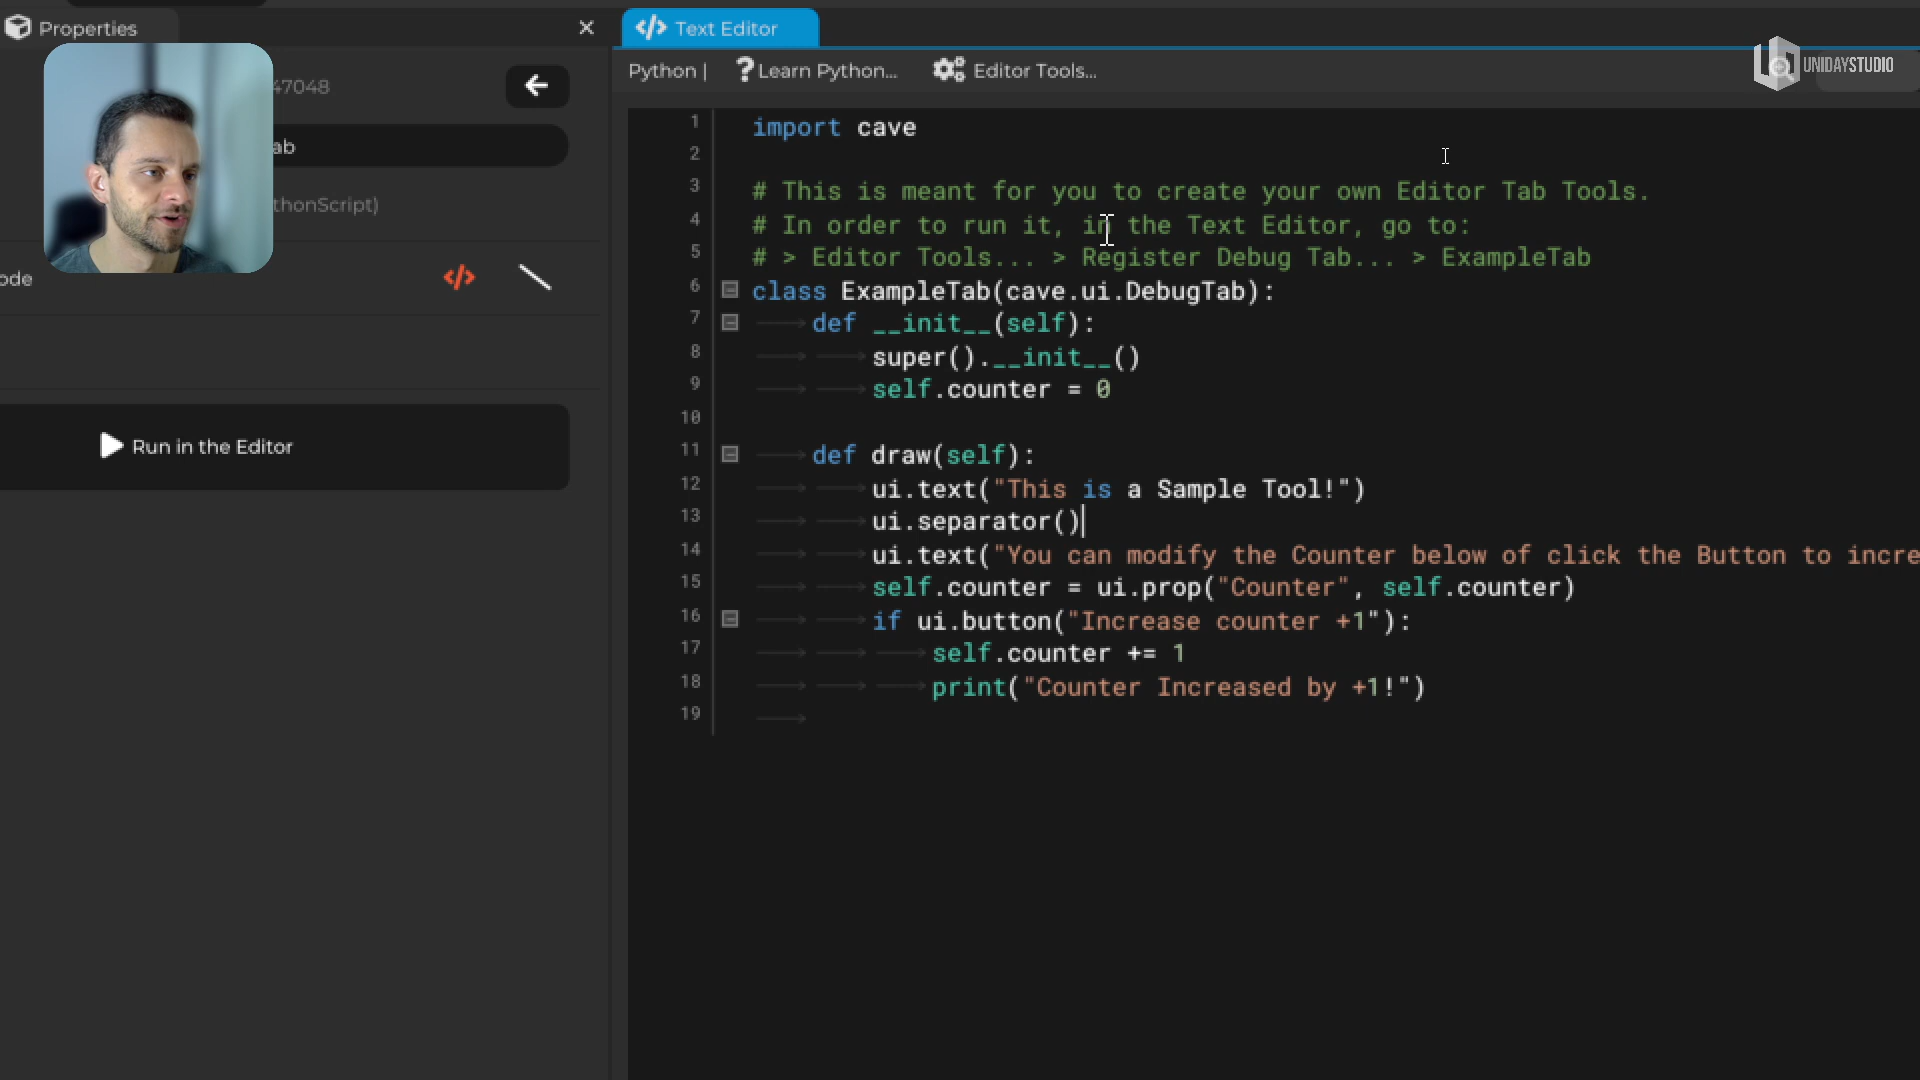 Properties
Text Editor
UNIDAYSTUDIO
Python |
? Learn Python...
Editor Tools...
47048
ab
thonScript)
ode
Run in the Editor
1 import cave
2
3 # This is meant for you to create your own Editor Tab Tools.
4 # In order to run it, in the Text Editor, go to:
5 # > Editor Tools... > Register Debug Tab... > ExampleTab
6 class ExampleTab(cave.ui.DebugTab):
7 def __init__(self):
8 super().__init__()
9 self.counter = 0
10
11 def draw(self):
12 ui.text("This is a Sample Tool!")
13 ui.separator()
14 ui.text("You can modify the Counter below of click the Button to incre
15 self.counter = ui.prop("Counter", self.counter)
16 if ui.button("Increase counter +1"):
17 self.counter += 1
18 print("Counter Increased by +1!")
19